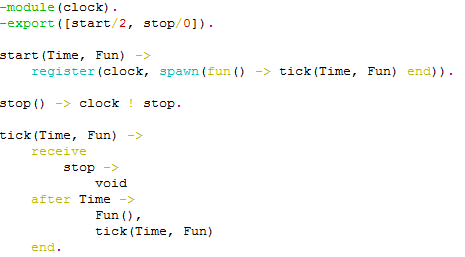 -module(clock).
-export([start/2, stop/0]).
start(Time, Fun) ->
register(clock, spawn(fun() -> tick(Time, Fun) end)).
stop() -> clock ! stop.
tick(Time, Fun) ->
receive
stop ->
void
after Time ->
Fun(),
tick(Time, Fun)
end.